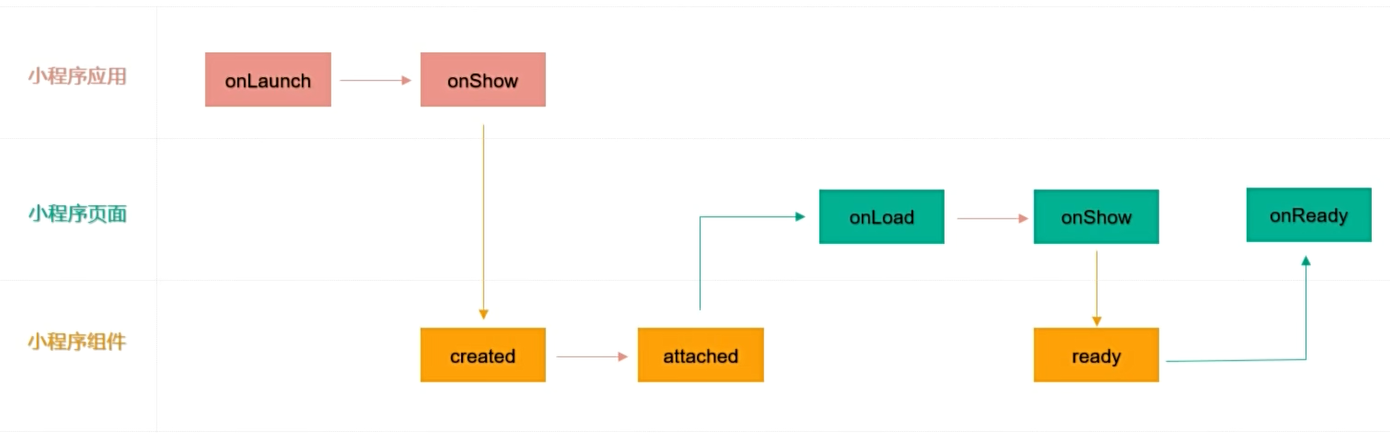 小程序应用
onLaunch
onShow
小程序页面
onLoad
onShow
onReady
小程序组件
created
attached
ready